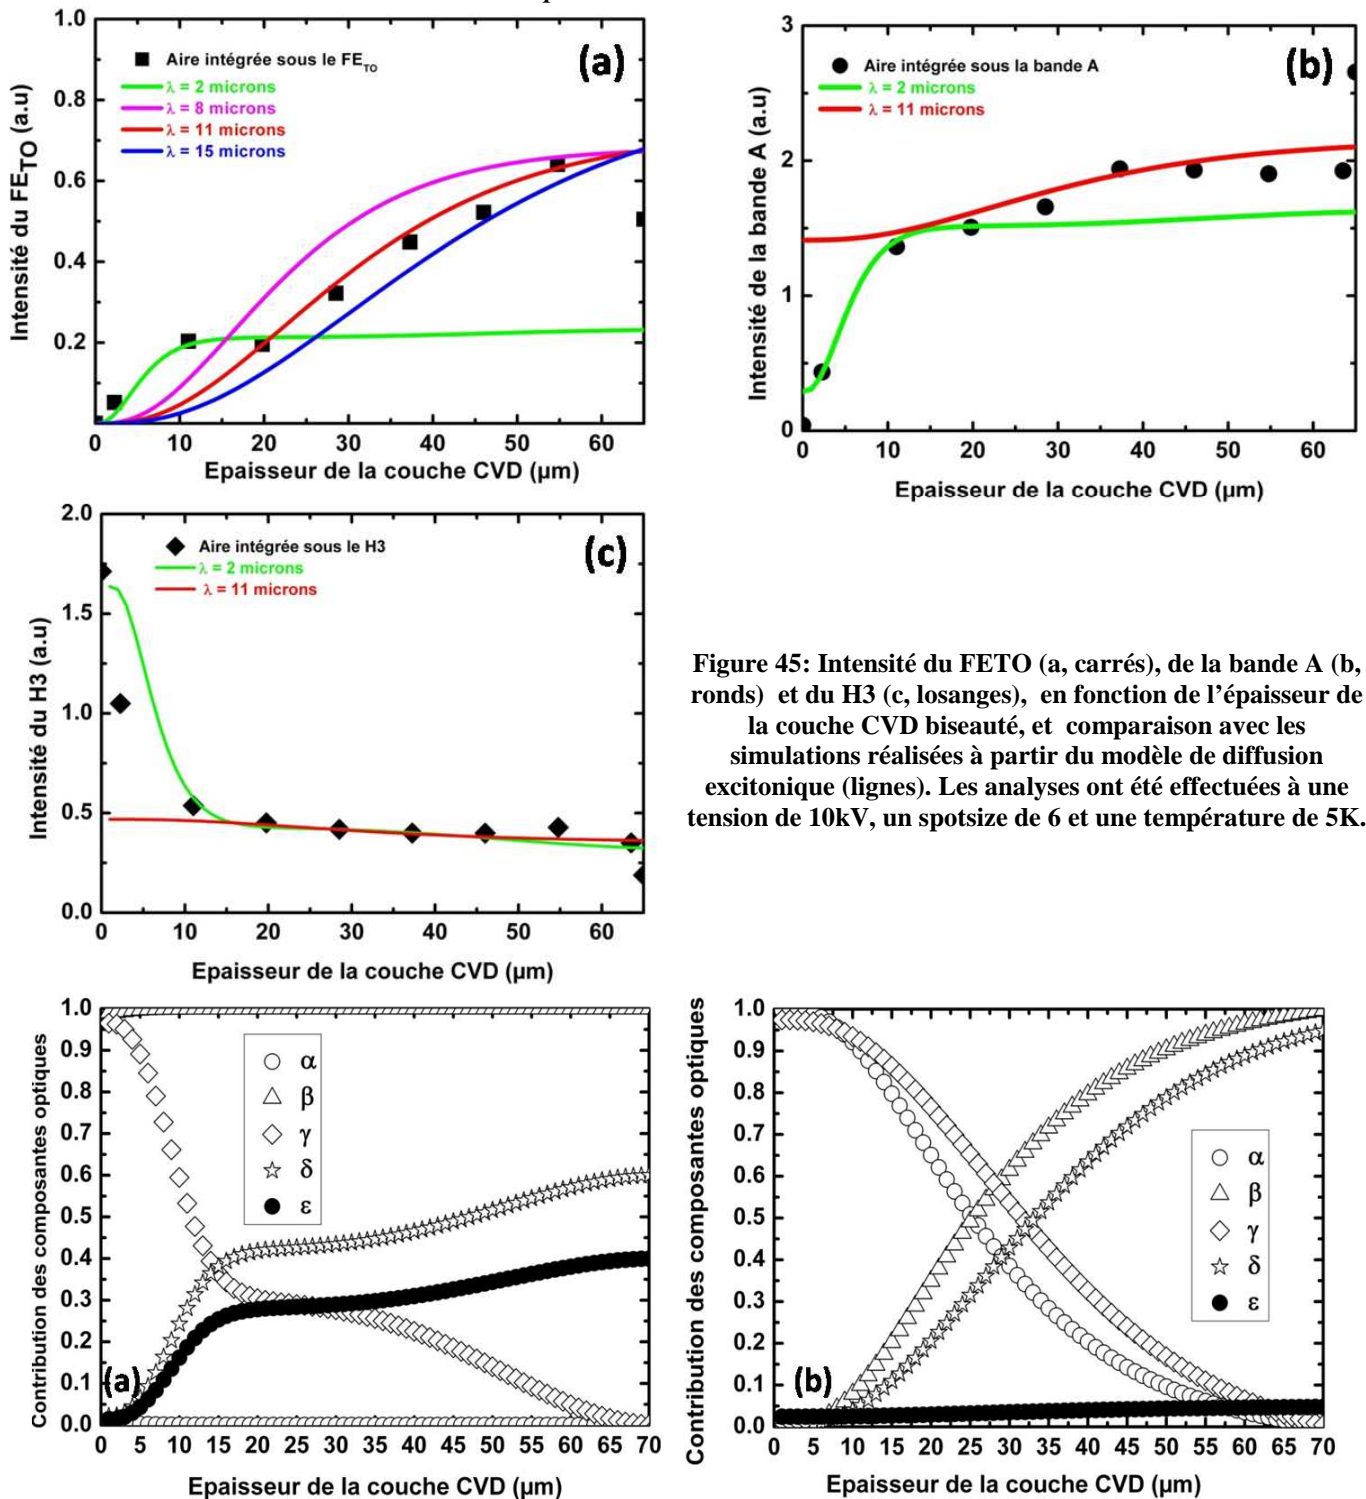 (a)
Aire intégrée sous le FE_TO
λ = 2 microns
λ = 8 microns
λ = 11 microns
λ = 15 microns
Intensité du FE_TO (a.u)
1.0
0.8
0.6
0.4
0.2
0 10 20 30 40 50 60
Epaisseur de la couche CVD (µm)
(b)
Aire intégrée sous la bande A
λ = 2 microns
λ = 11 microns
Intensité de la bande A (a.u)
3
2
1
0
0 10 20 30 40 50 60
Epaisseur de la couche CVD (µm)
(c)
Aire intégrée sous le H3
λ = 2 microns
λ = 11 microns
Intensité du H3 (a.u)
2.0
1.5
1.0
0.5
0.0
0 10 20 30 40 50 60
Epaisseur de la couche CVD (µm)
Figure 45: Intensité du FETO (a, carrés), de la bande A (b,
ronds) et du H3 (c, losanges), en fonction de l’épaisseur de
la couche CVD biseauté, et comparaison avec les
simulations réalisées à partir du modèle de diffusion
excitonique (lignes). Les analyses ont été effectuées à une
tension de 10kV, un spotsize de 6 et une température de 5K.
Contribution des composantes optiques
1.0
0.9
0.8
0.7
0.6
0.5
0.4
0.3
0.2
0.1
0.0
α
β
γ
δ
ε
(a)
0 5 10 15 20 25 30 35 40 45 50 55 60 65 70
Epaisseur de la couche CVD (µm)
Contribution des composantes optiques
1.0
0.9
0.8
0.7
0.6
0.5
0.4
0.3
0.2
0.1
0.0
α
β
γ
δ
ε
(b)
0 5 10 15 20 25 30 35 40 45 50 55 60 65 70
Epaisseur de la couche CVD (µm)